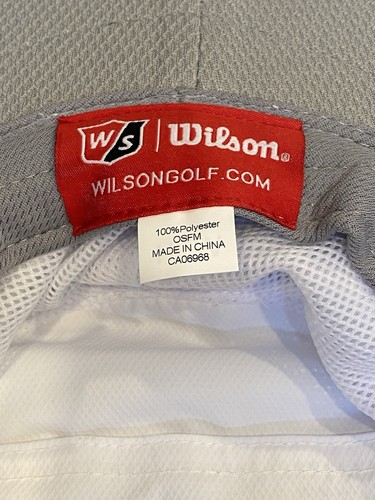 W/S | Wilson®
WILSONGOLF.COM
100%Polyester
OSFM
MADE IN CHINA
CA06968